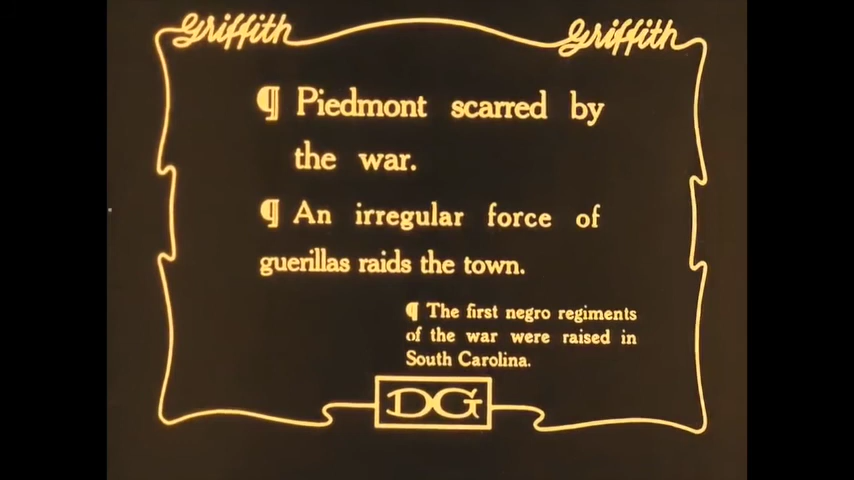 Griffith Griffith
¶ Piedmont scarred by
the war.
¶ An irregular force of
guerillas raids the town.
¶ The first negro regiments
of the war were raised in
South Carolina.
DG